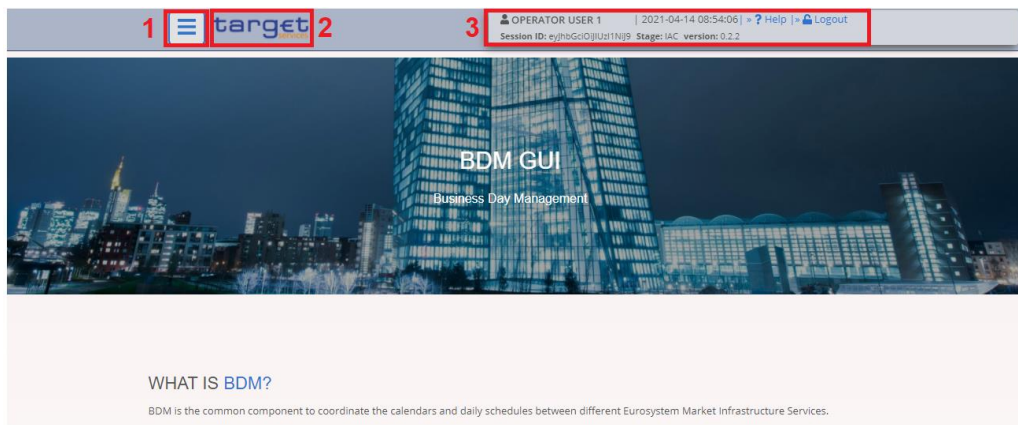 1
target
services
2
3
OPERATOR USER 1 | 2021-04-14 08:54:06 | » ? Help | » Logout
Session ID: eyJhbGciOiJIUzI1NiJ9 Stage: IAC version: 0.2.2
BDM GUI
Business Day Management
WHAT IS BDM?
BDM is the common component to coordinate the calendars and daily schedules between different Eurosystem Market Infrastructure Services.